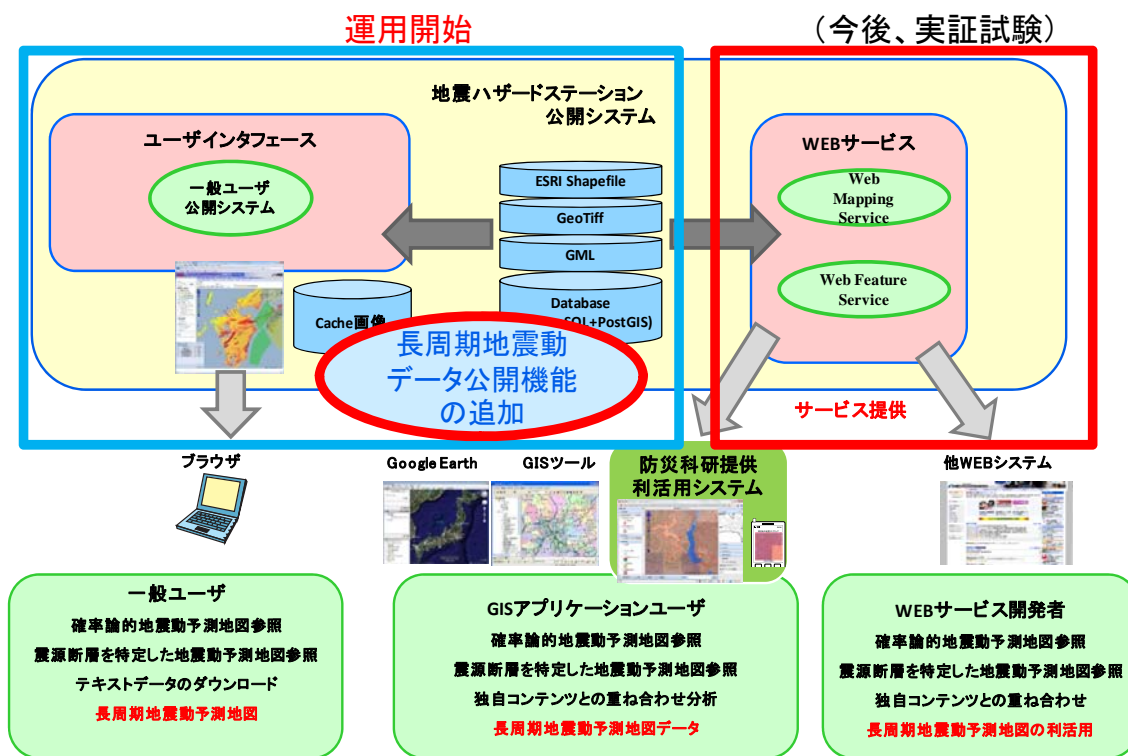 運用開始
(今後、実証試験)
地震ハザードステーション
公開システム
ユーザインタフェース
一般ユーザ
公開システム
ESRI Shapefile
GeoTiff
GML
Database
SQL+PostGIS)
Cache画像
長周期地震動
データ公開機能
の追加
WEBサービス
Web
Mapping
Service
Web Feature
Service
サービス提供
ブラウザ
Google Earth
GISツール
防災科研提供
利活用システム
他WEBシステム
一般ユーザ
確率論的地震動予測地図参照
震源断層を特定した地震動予測地図参照
テキストデータのダウンロード
長周期地震動予測地図
GISアプリケーションユーザ
確率論的地震動予測地図参照
震源断層を特定した地震動予測地図参照
独自コンテンツとの重ね合わせ分析
長周期地震動予測地図データ
WEBサービス開発者
確率論的地震動予測地図参照
震源断層を特定した地震動予測地図参照
独自コンテンツとの重ね合わせ
長周期地震動予測地図の利活用